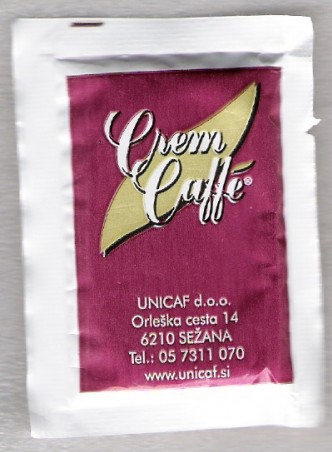 Crem
Caffé®
UNICAF d.o.o.
Orleška cesta 14
6210 SEŽANA
Tel.: 05 7311 070
www.unicaf.si